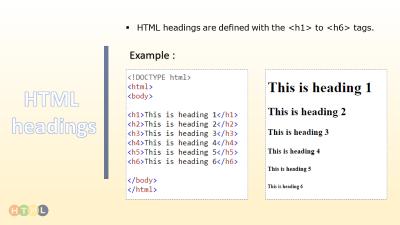 ▪ HTML headings are defined with the <h1> to <h6> tags.
Example :
HTML
headings
<!DOCTYPE html>
<html>
<body>
<h1>This is heading 1</h1>
<h2>This is heading 2</h2>
<h3>This is heading 3</h3>
<h4>This is heading 4</h4>
<h5>This is heading 5</h5>
<h6>This is heading 6</h6>
</body>
</html>
This is heading 1
This is heading 2
This is heading 3
This is heading 4
This is heading 5
This is heading 6
HTML